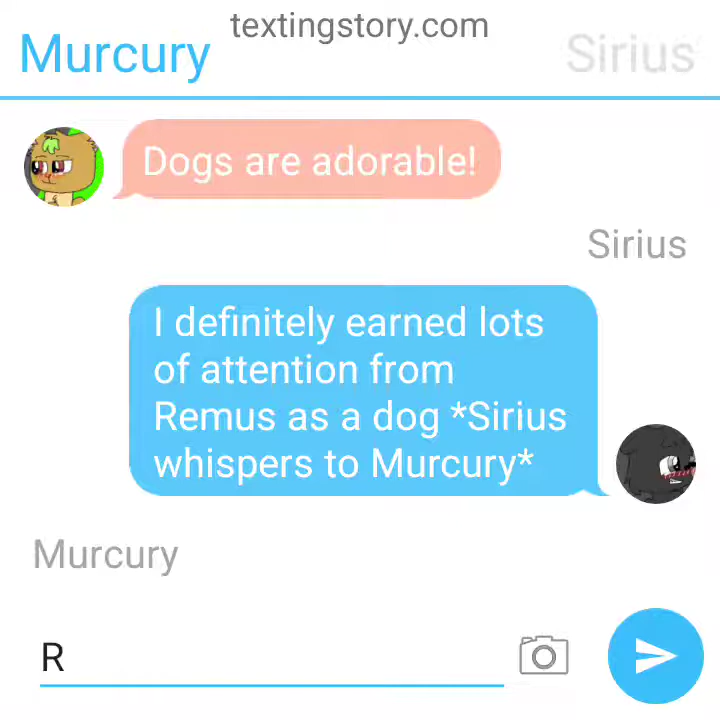 textingstory.com
Murcury
Sirius
Dogs are adorable!
Sirius
I definitely earned lots
of attention from
Remus as a dog *Sirius
whispers to Murcury*
Murcury
R